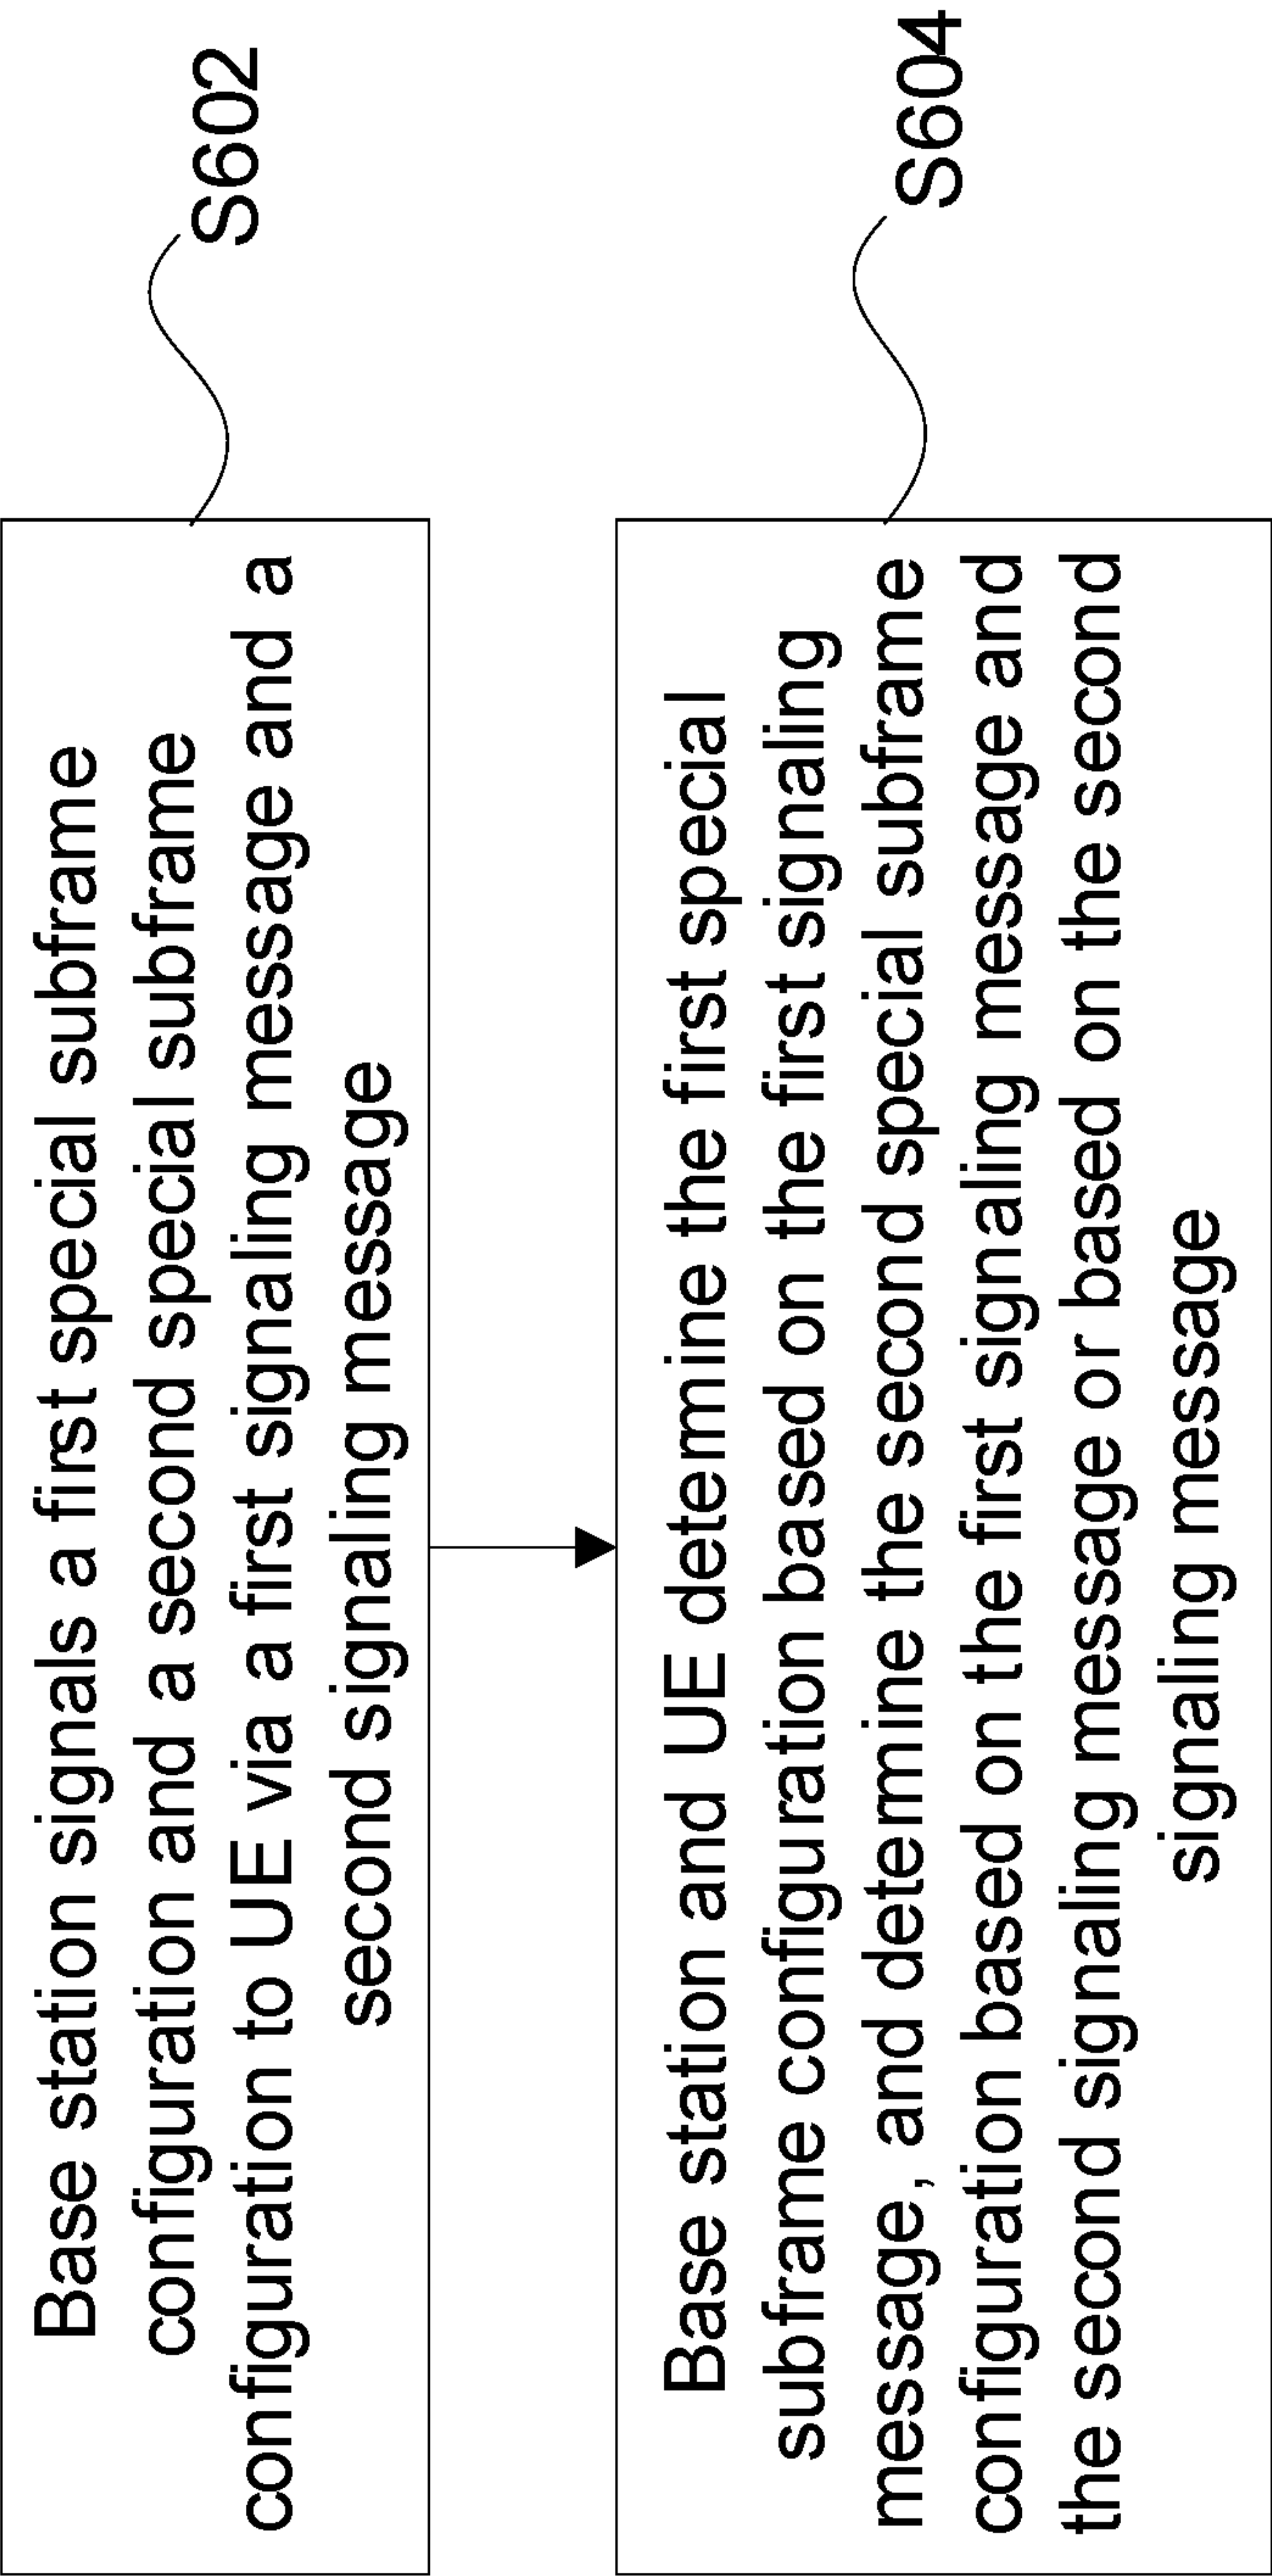 Base station signals a first special subframe
configuration and a second special subframe
configuration to UE via a first signaling message and a
second signaling message
S602
Base station and UE determine the first special
subframe configuration based on the first signaling
message, and determine the second special subframe
configuration based on the first signaling message and
the second signaling message or based on the second
signaling message
S604